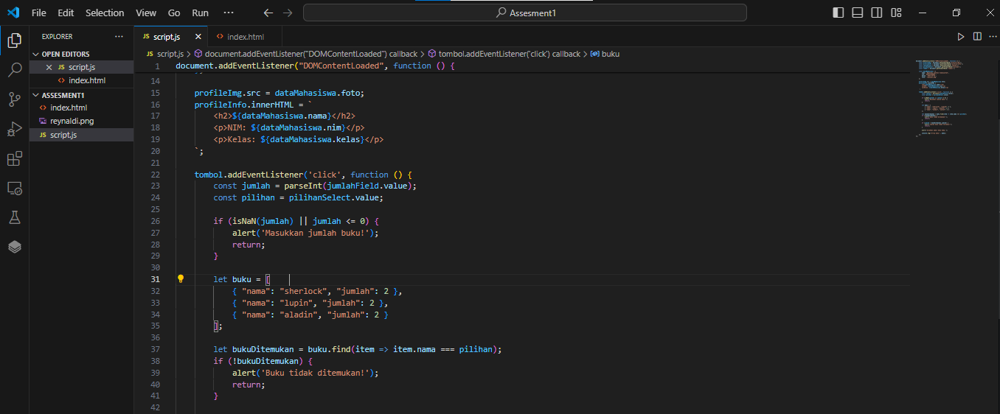 File Edit Selection View Go Run ··· Assesment1
EXPLORER ···
OPEN EDITORS
JS script.js
index.html
ASSESMENT1
index.html
reynaldi.png
JS script.js
JS script.js index.html
JS script.js > document.addEventListener("DOMContentLoaded") callback > tombol.addEventListener('click') callback > buku
1 document.addEventListener("DOMContentLoaded", function () {
14
15 profileImg.src = dataMahasiswa.foto;
16 profileInfo.innerHTML = `
17 <h2>${dataMahasiswa.nama}</h2>
18 <p>NIM: ${dataMahasiswa.nim}</p>
19 <p>Kelas: ${dataMahasiswa.kelas}</p>
20 `;
21
22 tombol.addEventListener('click', function () {
23 const jumlah = parseInt(jumlahField.value);
24 const pilihan = pilihanSelect.value;
25
26 if (isNaN(jumlah) || jumlah <= 0) {
27 alert('Masukkan jumlah buku!');
28 return;
29 }
30
31 let buku = [
32 { "nama": "sherlock", "jumlah": 2 },
33 { "nama": "lupin", "jumlah": 2 },
34 { "nama": "aladin", "jumlah": 2 }
35 ];
36
37 let bukuDitemukan = buku.find(item => item.nama === pilihan);
38 if (!bukuDitemukan) {
39 alert('Buku tidak ditemukan!');
40 return;
41 }
42